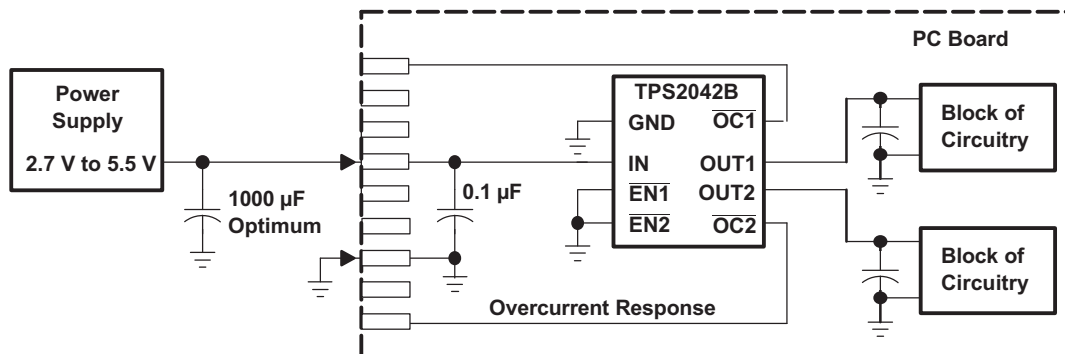 PC Board
Power
Supply
2.7 V to 5.5 V
1000 µF
Optimum
0.1 µF
TPS2042B
GND
IN
EN1
EN2
OC1
OUT1
OUT2
OC2
Overcurrent Response
Block of
Circuitry
Block of
Circuitry